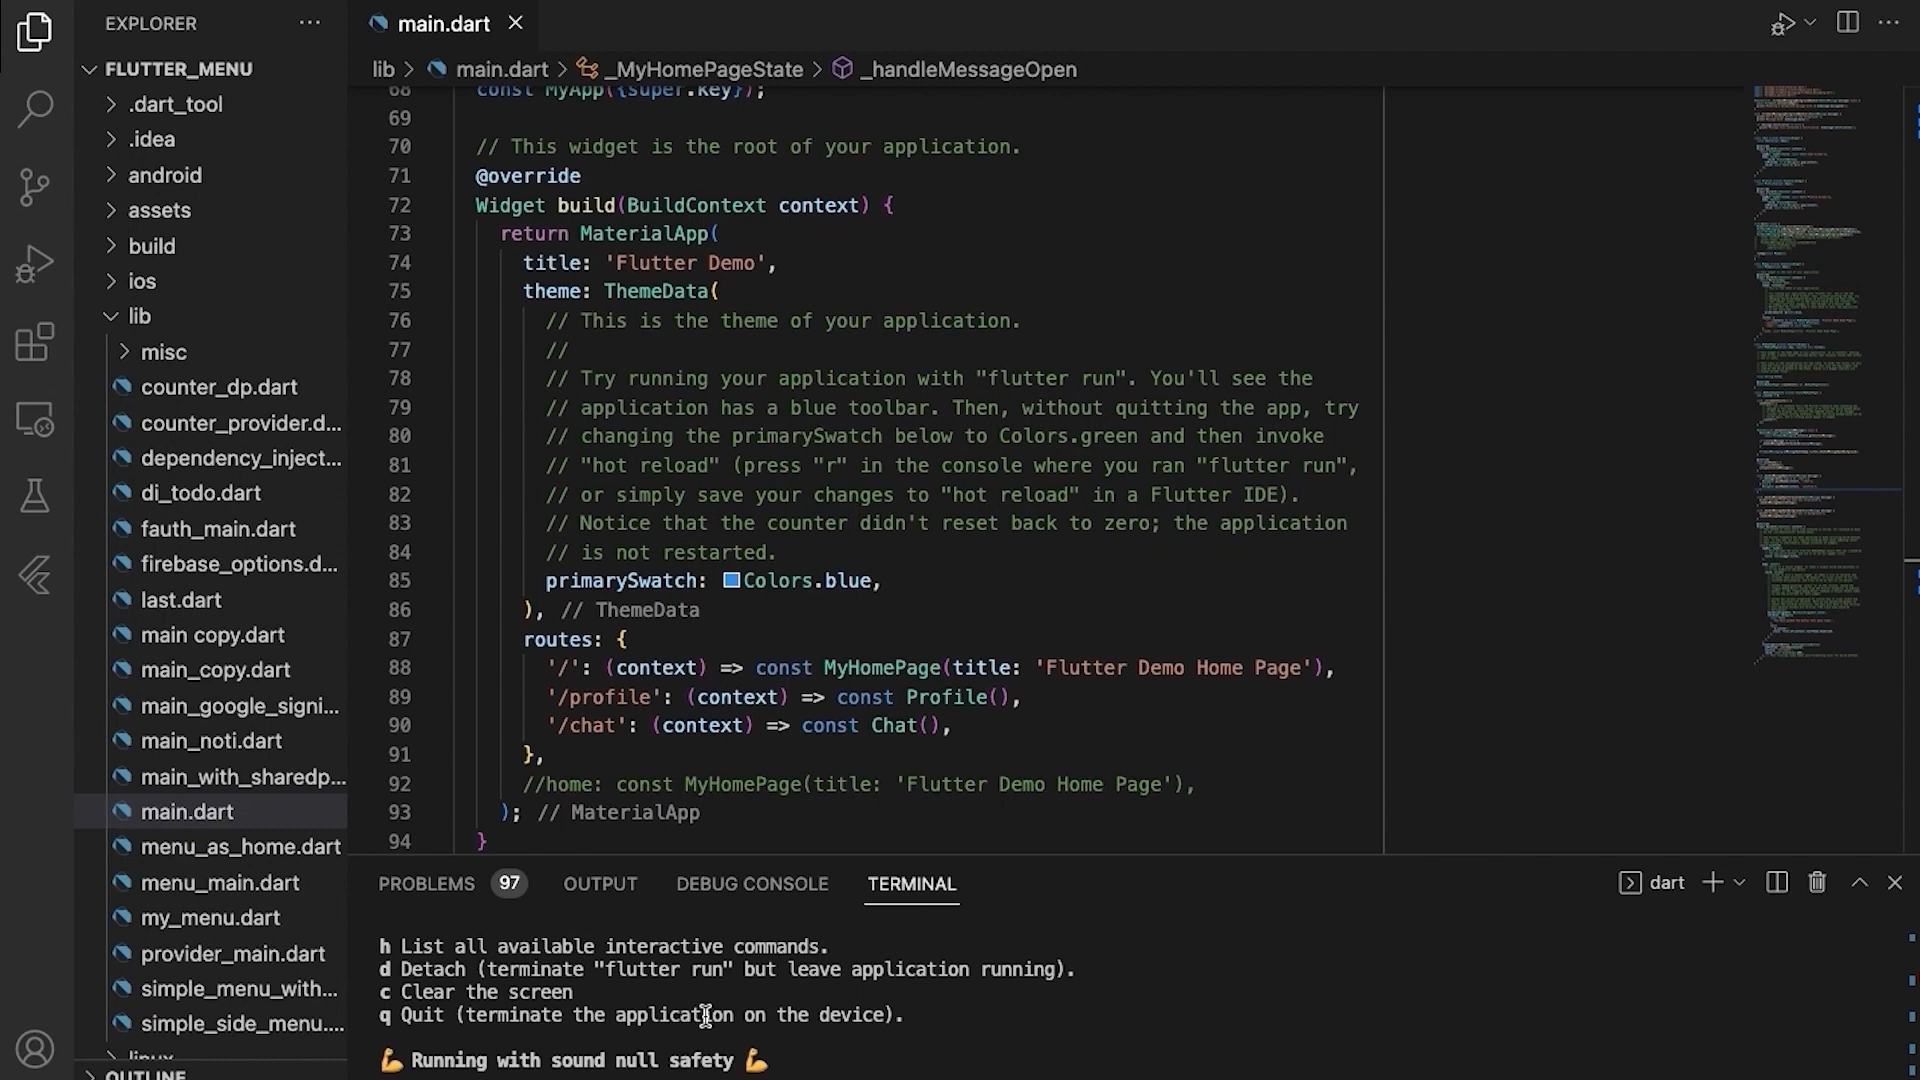 EXPLORER
FLUTTER_MENU
.dart_tool
.idea
android
assets
build
ios
lib
misc
counter_dp.dart
counter_provider.d...
dependency_inject...
di_todo.dart
fauth_main.dart
firebase_options.d...
last.dart
main copy.dart
main_copy.dart
main_google_signi...
main_noti.dart
main_with_sharedp...
main.dart
menu_as_home.dart
menu_main.dart
my_menu.dart
provider_main.dart
simple_menu_with...
simple_side_menu....
linux
OUTLINE
main.dart
lib > main.dart > _MyHomePageState > _handleMessageOpen
68 const MyApp({super.key});
69
70 // This widget is the root of your application.
71 @override
72 Widget build(BuildContext context) {
73 return MaterialApp(
74 title: 'Flutter Demo',
75 theme: ThemeData(
76 // This is the theme of your application.
77 //
78 // Try running your application with "flutter run". You'll see the
79 // application has a blue toolbar. Then, without quitting the app, try
80 // changing the primarySwatch below to Colors.green and then invoke
81 // "hot reload" (press "r" in the console where you ran "flutter run",
82 // or simply save your changes to "hot reload" in a Flutter IDE).
83 // Notice that the counter didn't reset back to zero; the application
84 // is not restarted.
85 primarySwatch: Colors.blue,
86 ), // ThemeData
87 routes: {
88 '/': (context) => const MyHomePage(title: 'Flutter Demo Home Page'),
89 '/profile': (context) => const Profile(),
90 '/chat': (context) => const Chat(),
91 },
92 //home: const MyHomePage(title: 'Flutter Demo Home Page'),
93 ); // MaterialApp
94 }
PROBLEMS 97 OUTPUT DEBUG CONSOLE TERMINAL dart
h List all available interactive commands.
d Detach (terminate "flutter run" but leave application running).
c Clear the screen
q Quit (terminate the application on the device).
💪 Running with sound null safety 💪